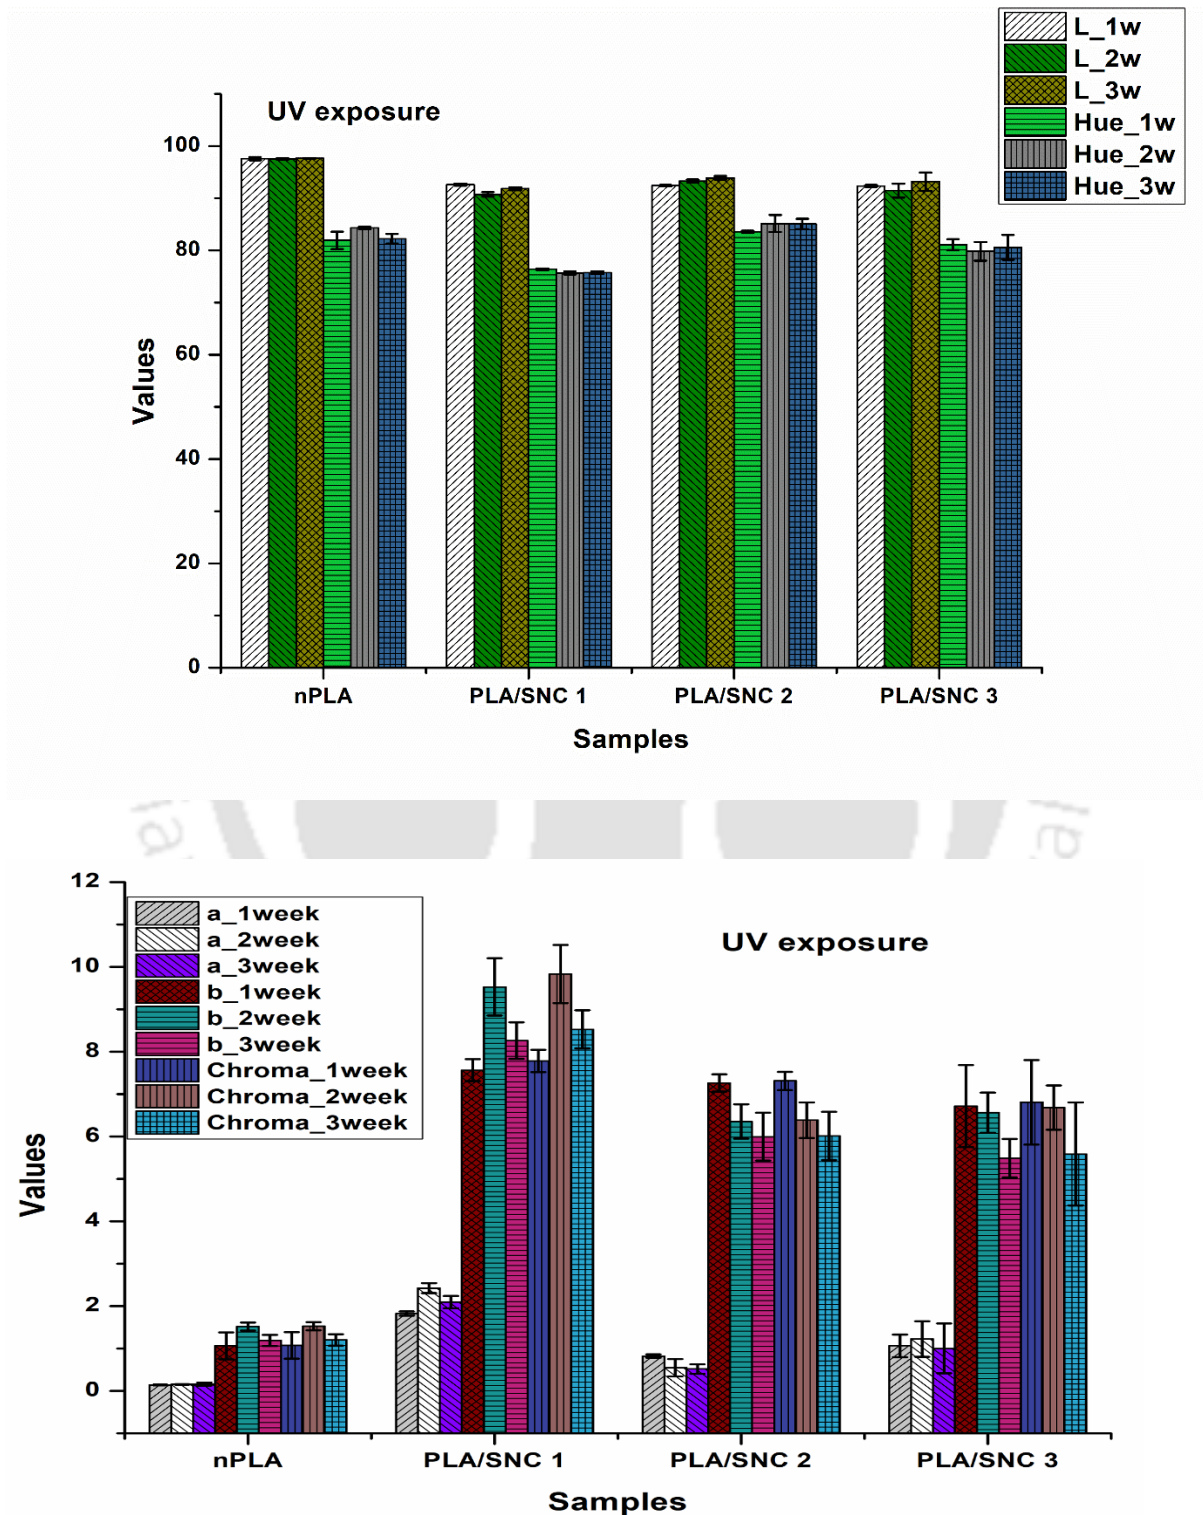 L_1w
L_2w
L_3w
Hue_1w
Hue_2w
Hue_3w
UV exposure
100
80
60
40
20
0
Values
nPLA PLA/SNC 1 PLA/SNC 2 PLA/SNC 3
Samples
12
10
8
6
4
2
0
a_1week
a_2week
a_3week
b_1week
b_2week
b_3week
Chroma_1week
Chroma_2week
Chroma_3week
UV exposure
Values
nPLA PLA/SNC 1 PLA/SNC 2 PLA/SNC 3
Samples